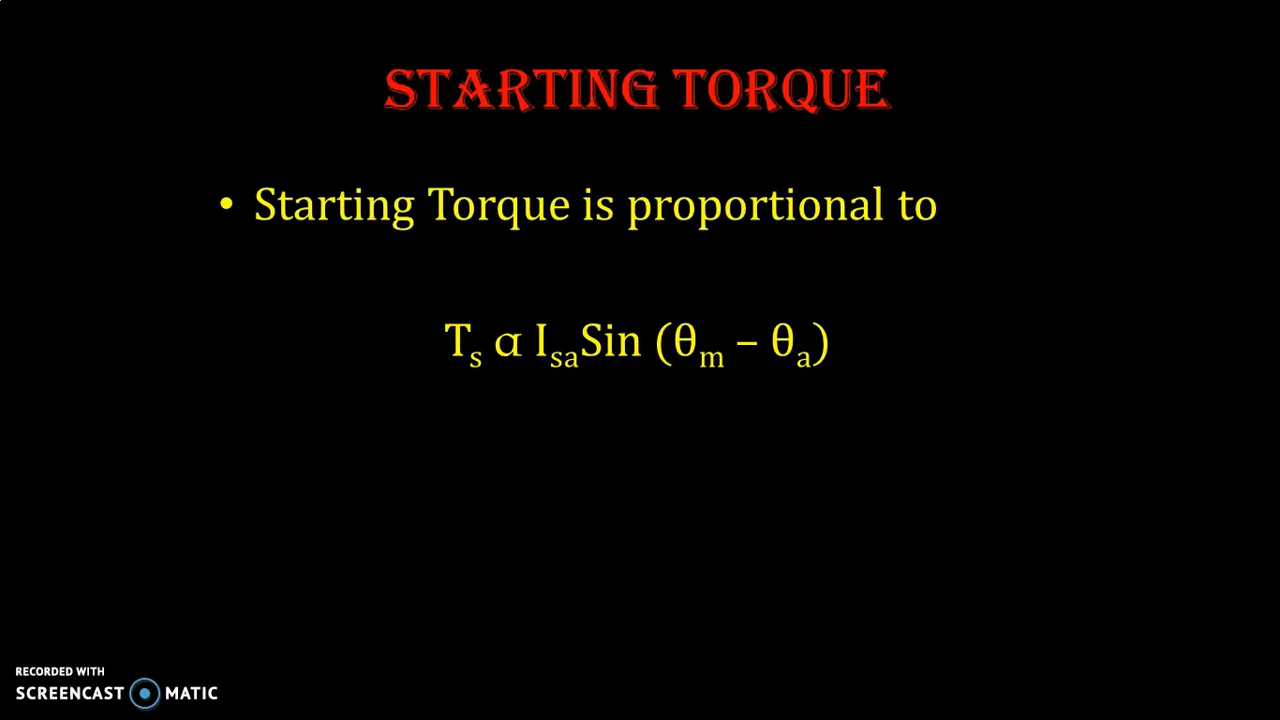 STARTING TORQUE
• Starting Torque is proportional to
Tₛ α IₛₐSin (θₘ – θₐ)
RECORDED WITH
SCREENCAST MATIC